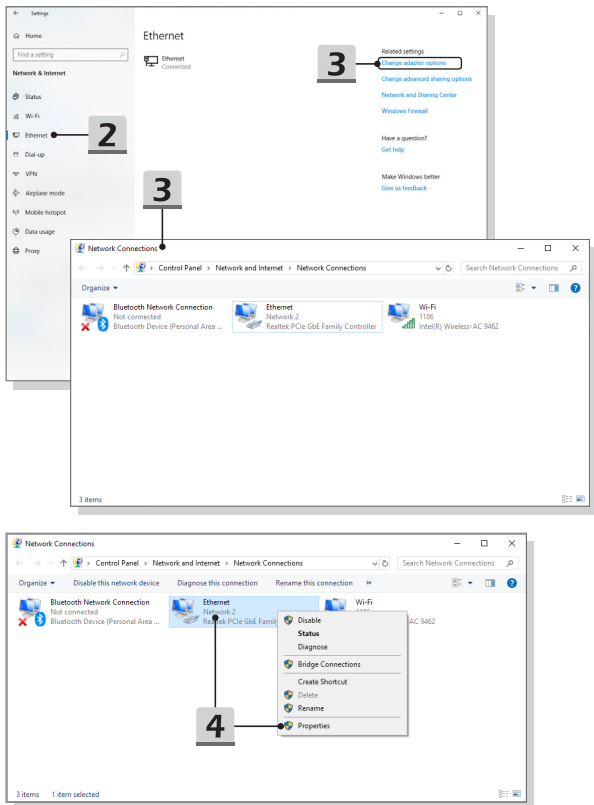 Settings
Home
Find a setting
Network & Internet
Status
Wi-Fi
Ethernet
Dial-up
VPN
Airplane mode
Mobile hotspot
Data usage
Proxy
2
Ethernet
Ethernet
Connected
3
Related settings
Change adapter options
Change advanced sharing options
Network and Sharing Center
Windows Firewall
Have a question?
Get help
Make Windows better
Give us feedback
3
Network Connections
Control Panel > Network and Internet > Network Connections
Search Network Connections
Organize
Bluetooth Network Connection
Not connected
Bluetooth Device (Personal Area ...
Ethernet
Network 2
Realtek PCIe GbE Family Controller
Wi-Fi
1106
Intel(R) Wireless-AC 9462
3 items
Network Connections
Control Panel > Network and Internet > Network Connections
Search Network Connections
Organize Disable this network device Diagnose this connection Rename this connection »
Bluetooth Network Connection
Not connected
Bluetooth Device (Personal Area ...
Ethernet
Network 2
Realtek PCIe GbE Fami
Wi-Fi
-AC 9462
Disable
Status
Diagnose
Bridge Connections
Create Shortcut
Delete
Rename
Properties
4
3 items 1 item selected